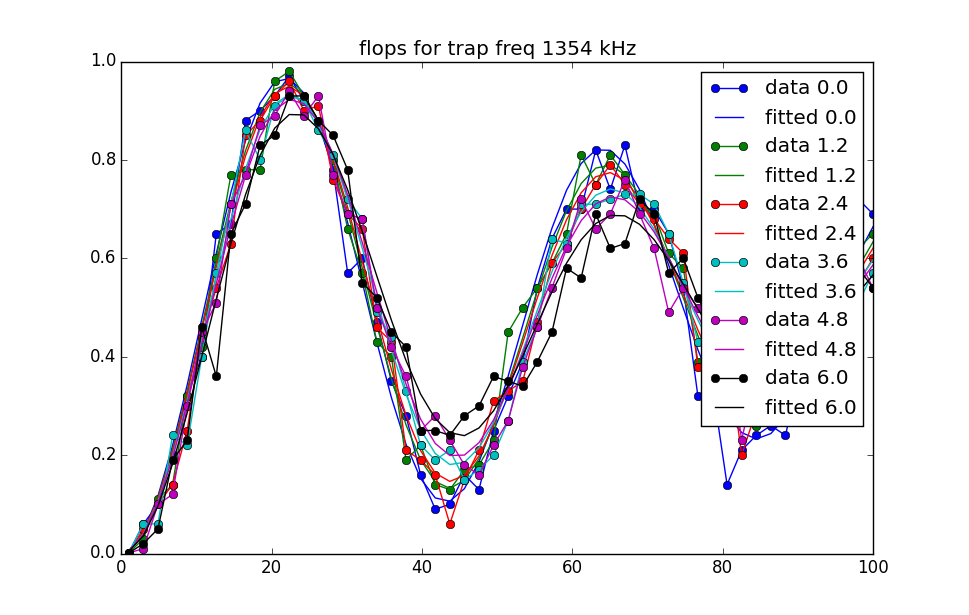 flops for trap freq 1354 kHz
1.0
0.8
0.6
0.4
0.2
0.0
0 20 40 60 80 100
data 0.0
fitted 0.0
data 1.2
fitted 1.2
data 2.4
fitted 2.4
data 3.6
fitted 3.6
data 4.8
fitted 4.8
data 6.0
fitted 6.0